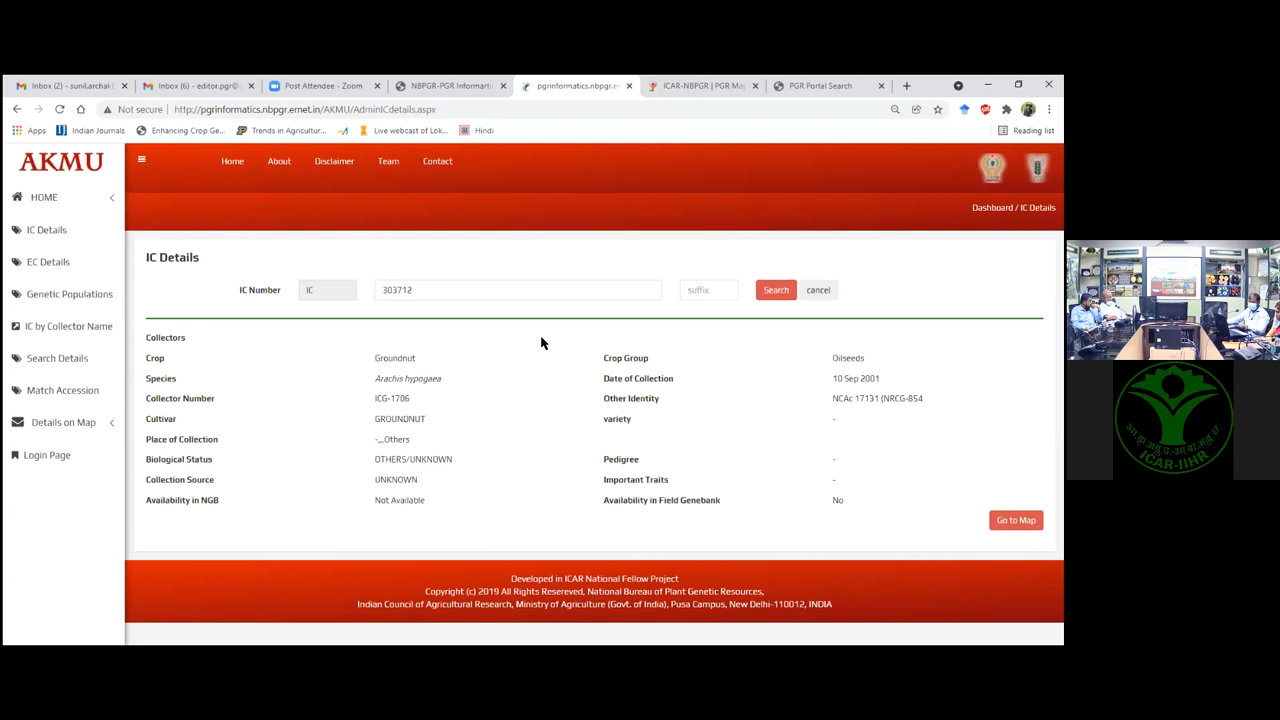 Inbox (2) - sunil.archak
Inbox (6) - editor.pgr@
Post Attendee - Zoom
NBPGR-PGR Informarti
pgrinformatics.nbpgr.e
ICAR-NBPGR | PGR Ma
PGR Portal Search
Not secure
http://pgrinformatics.nbpgr.ernet.in/AKMU/AdminICdetails.aspx
Apps
Indian Journals
Enhancing Crop Ge...
Trends in Agricultur...
Live webcast of Lok...
Hindi
Reading list
AKMU
Home
About
Disclaimer
Team
Contact
HOME
Dashboard / IC Details
IC Details
EC Details
Genetic Populations
IC by Collector Name
Search Details
Match Accession
Details on Map
Login Page
IC Details
IC Number IC 303712 suffix Search cancel
Collectors
Crop Groundnut Crop Group Oilseeds
Species Arachis hypogaea Date of Collection 10 Sep 2001
Collector Number ICG-1706 Other Identity NCAc 17131 (NRCG-854
Cultivar GROUNDNUT variety -
Place of Collection -,,,Others
Biological Status OTHERS/UNKNOWN Pedigree -
Collection Source UNKNOWN Important Traits -
Availability in NGB Not Available Availability in Field Genebank No
Go to Map
Developed in ICAR National Fellow Project
Copyright (c) 2019 All Rights Resereved, National Bureau of Plant Genetic Resources,
Indian Council of Agricultural Research, Ministry of Agriculture (Govt. of India), Pusa Campus, New Delhi-110012, INDIA
ICAR-IIHR